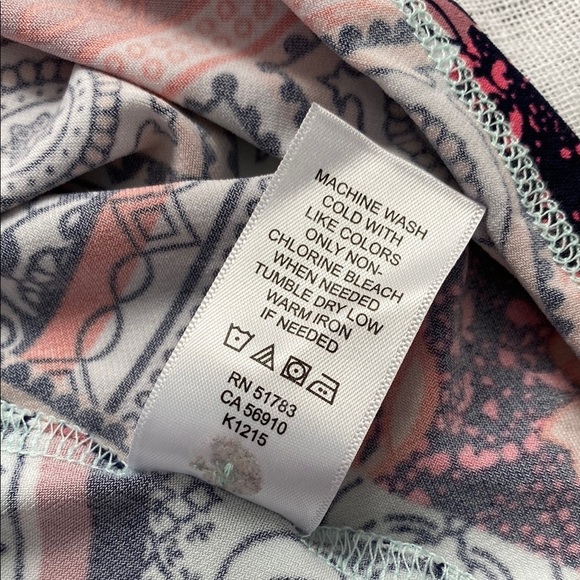 MACHINE WASH
COLD WITH
LIKE COLORS
ONLY NON-
CHLORINE BLEACH
WHEN NEEDED
TUMBLE DRY LOW
WARM IRON
IF NEEDED
RN 51783
CA 56910
K1215